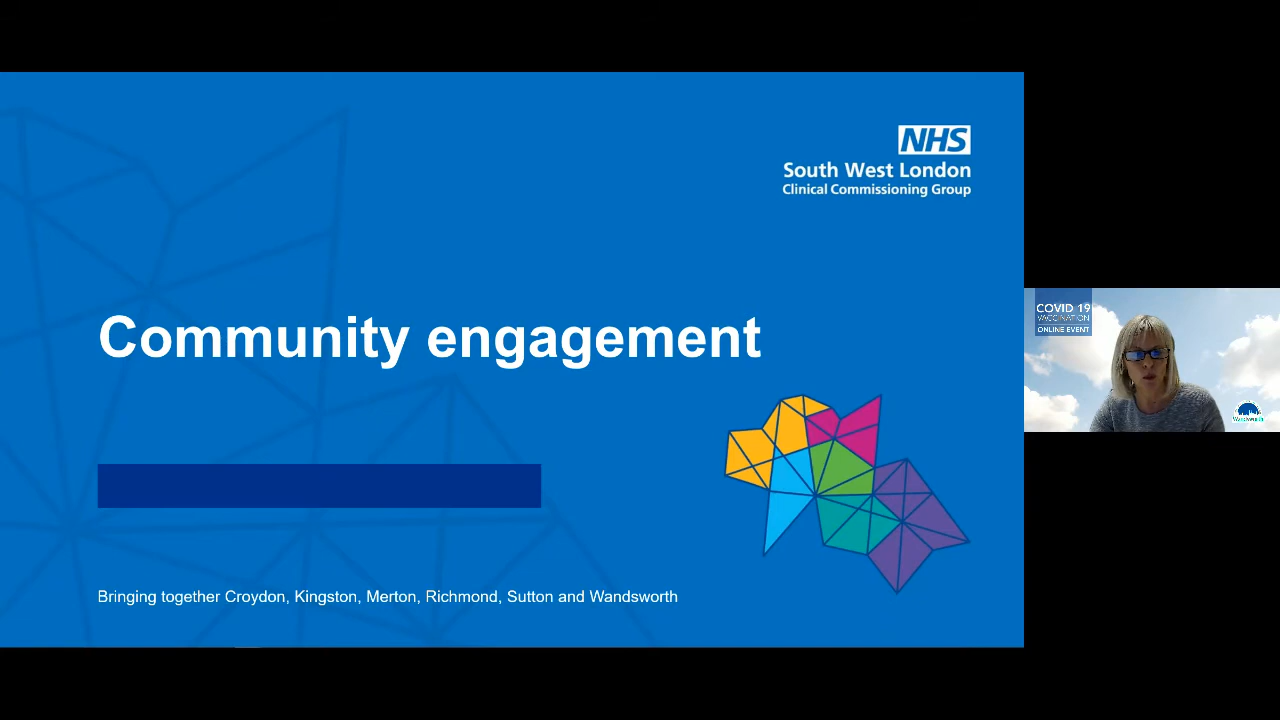 NHS
South West London
Clinical Commissioning Group
Community engagement
Bringing together Croydon, Kingston, Merton, Richmond, Sutton and Wandsworth
COVID 19
VACCINATION
ONLINE EVENT
Wandsworth